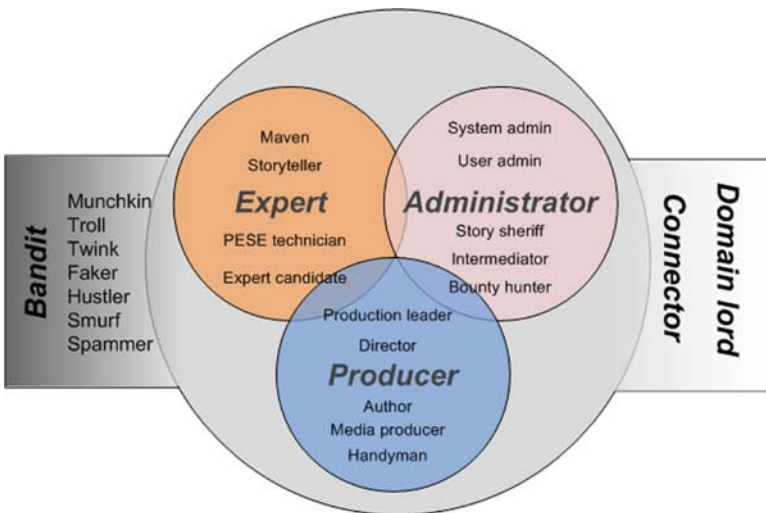 Bandit
Munchkin
Troll
Twink
Faker
Hustler
Smurf
Spammer
Maven
Storyteller
Expert
PESE technician
Expert candidate
System admin
User admin
Administrator
Story sheriff
Intermediator
Bounty hunter
Production leader
Director
Producer
Author
Media producer
Handyman
Domain lord
Connector